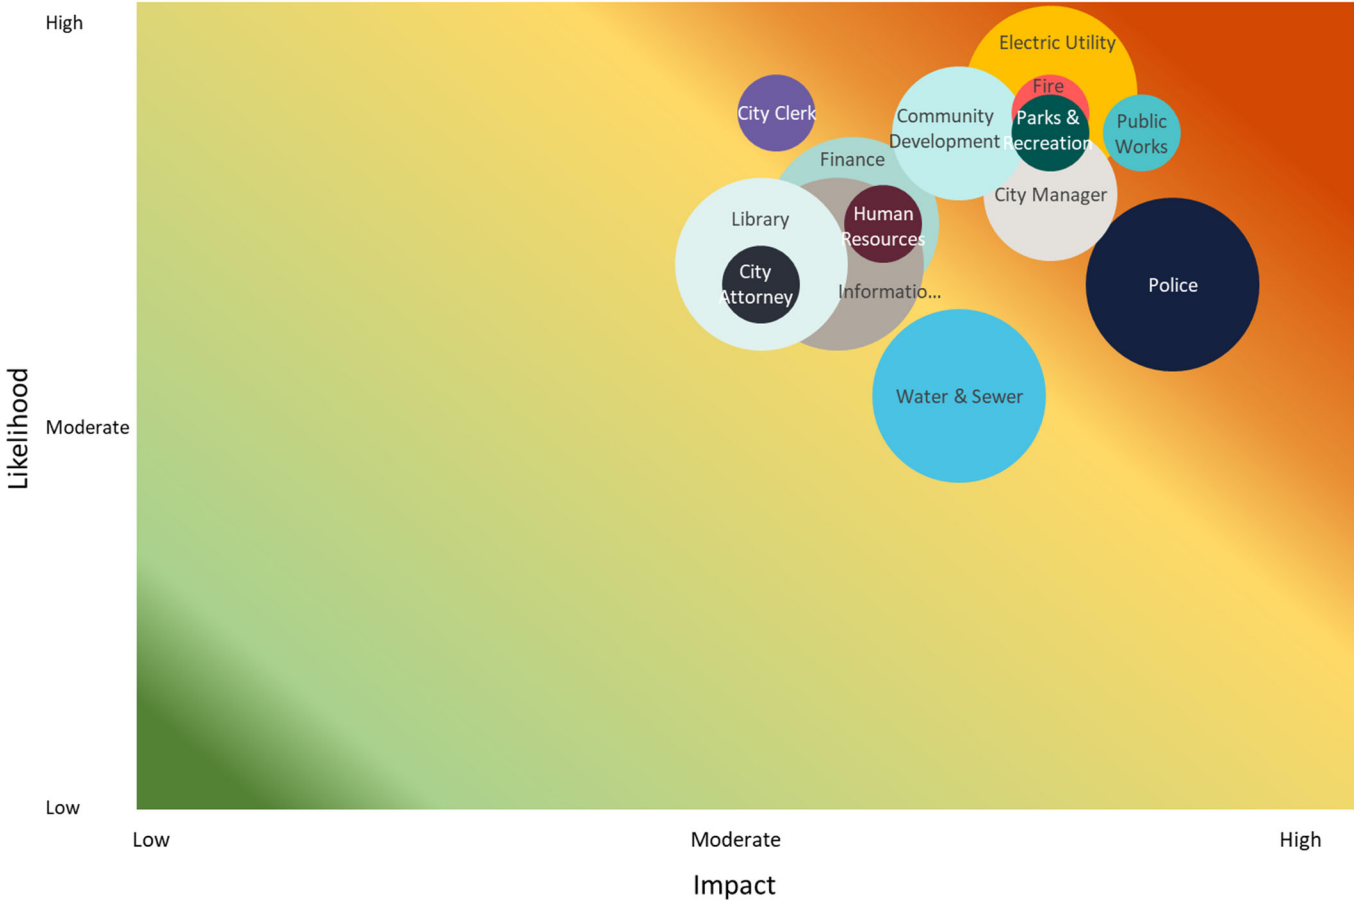 High
Electric Utility
Fire
City Clerk
Community
Development
Parks &
Recreation
Public
Works
Finance
City Manager
Library
Human
Resources
City
Attorney
Informatio...
Police
Water & Sewer
Moderate
Likelihood
Low
Low
Moderate
High
Impact